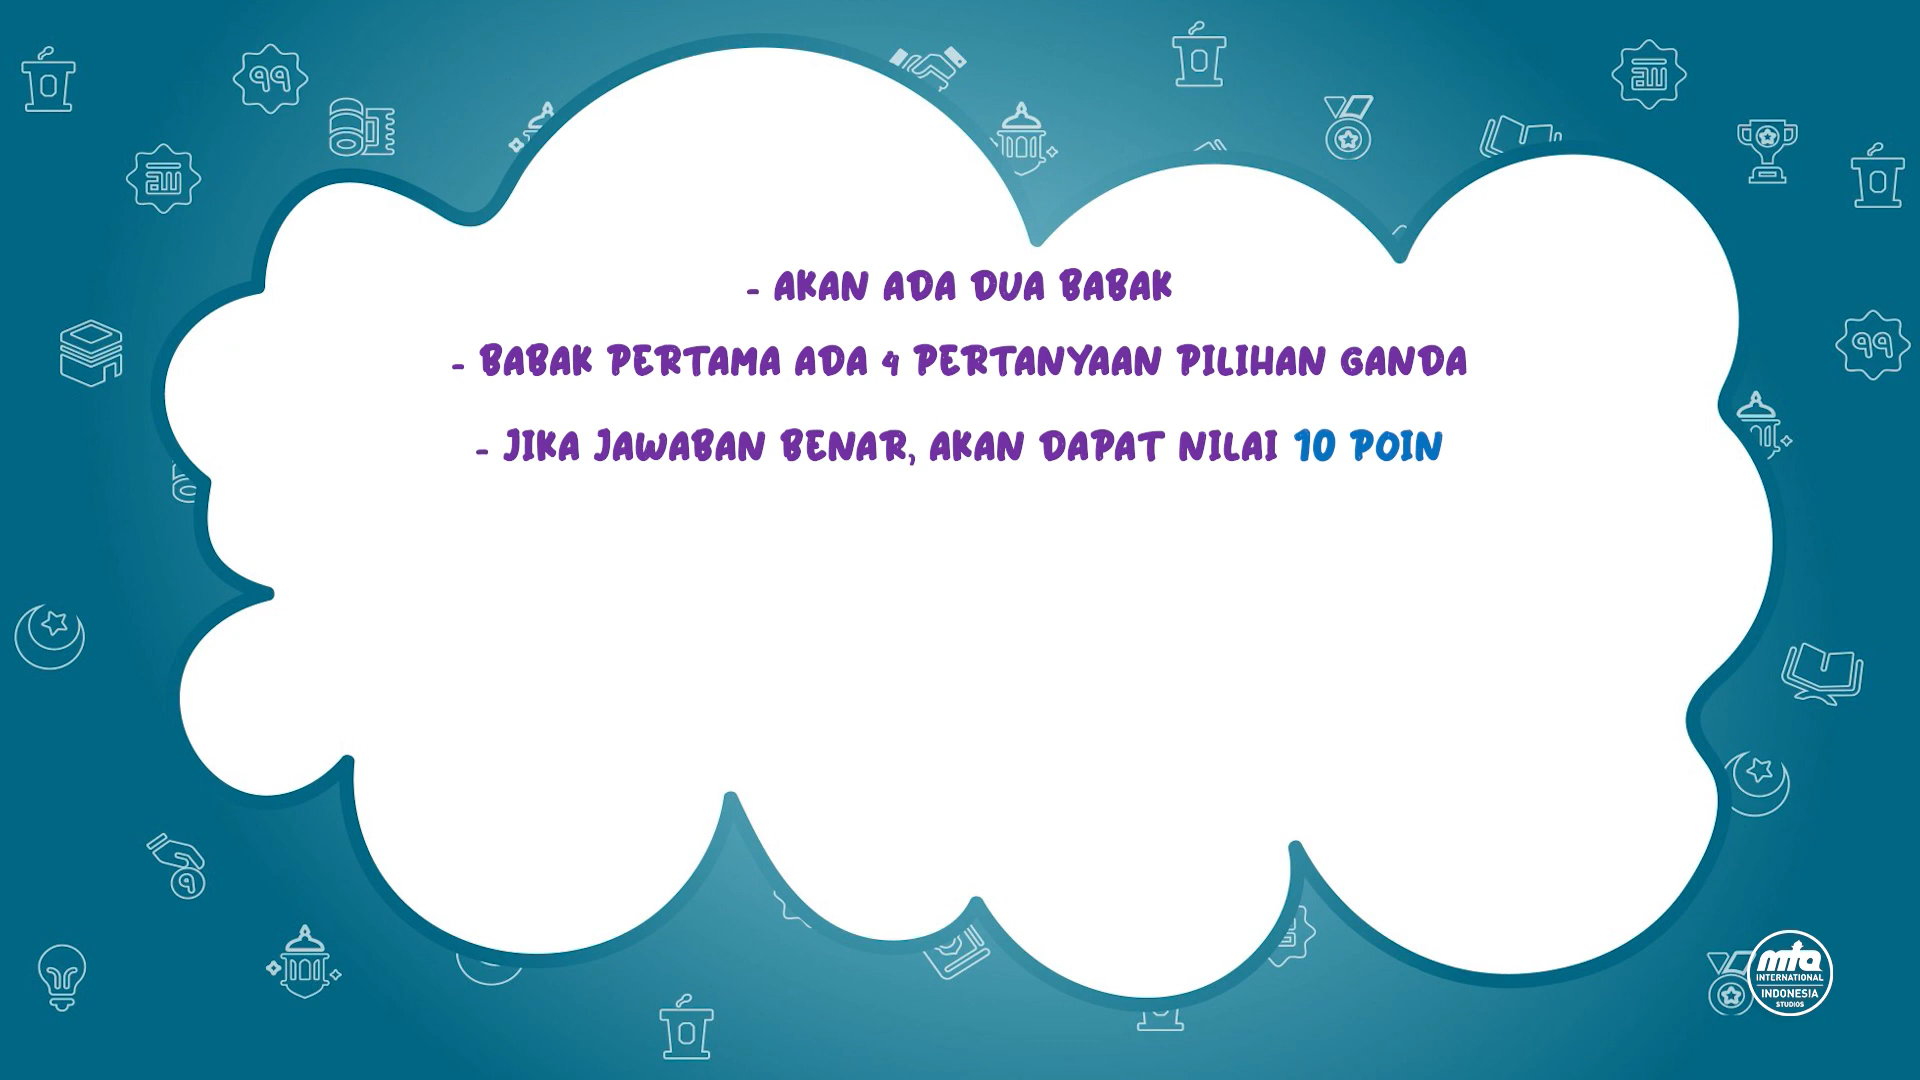 - AKAN ADA DUA BABAK
- BABAK PERTAMA ADA 4 PERTANYAAN PILIHAN GANDA
- JIKA JAWABAN BENAR, AKAN DAPAT NILAI 10 POIN
mta
INTERNATIONAL
INDONESIA
STUDIOS